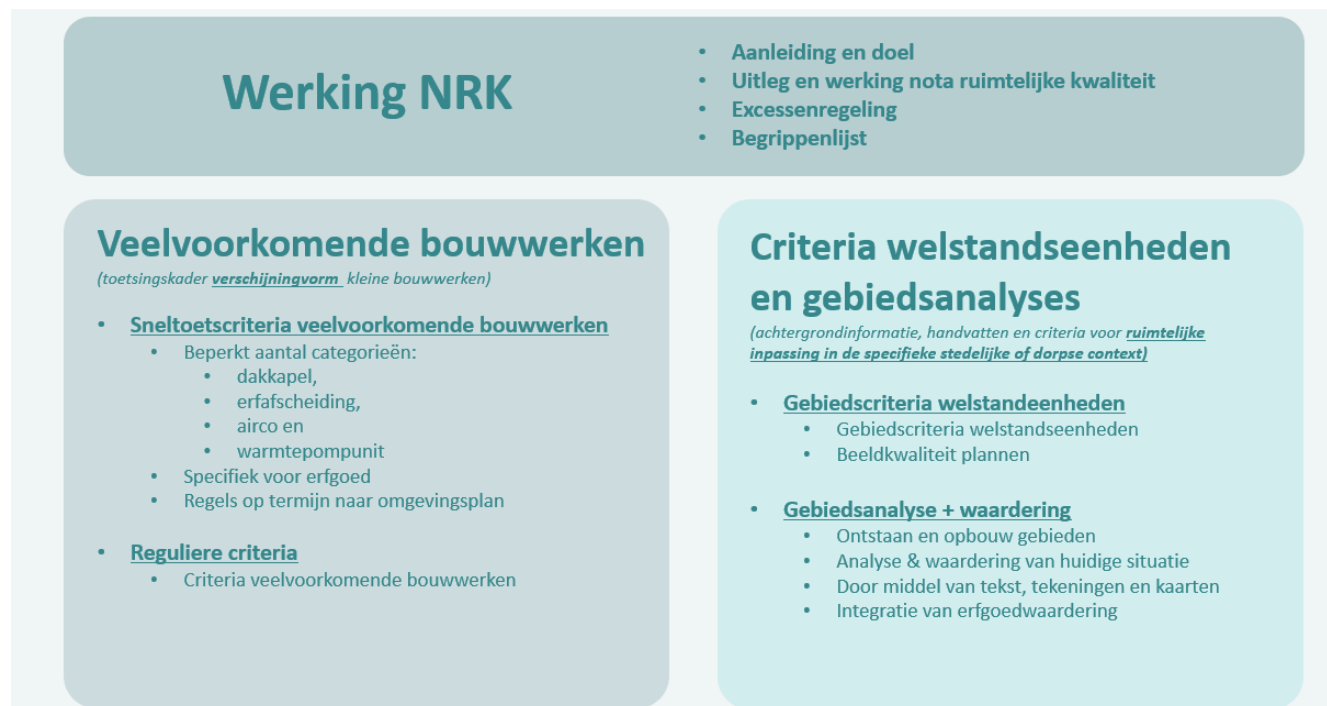 Werking NRK
• Aanleiding en doel
• Uitleg en werking nota ruimtelijke kwaliteit
• Excessenregeling
• Begrippenlijst
Veelvoorkomende bouwwerken
(toetsingskader verschijningvorm kleine bouwwerken)
• Sneltoetscriteria veelvoorkomende bouwwerken
• Beperkt aantal categorieën:
• dakkapel,
• erfafscheiding,
• airco en
• warmtepompunit
• Specifiek voor erfgoed
• Regels op termijn naar omgevingsplan
• Reguliere criteria
• Criteria veelvoorkomende bouwwerken
Criteria welstandseenheden
en gebiedsanalyses
(achtergrondinformatie, handvatten en criteria voor ruimtelijke
inpassing in de specifieke stedelijke of dorpse context)
• Gebiedscriteria welstandeenheden
• Gebiedscriteria welstandseenheden
• Beeldkwaliteit plannen
• Gebiedsanalyse + waardering
• Ontstaan en opbouw gebieden
• Analyse & waardering van huidige situatie
• Door middel van tekst, tekeningen en kaarten
• Integratie van erfgoedwaardering